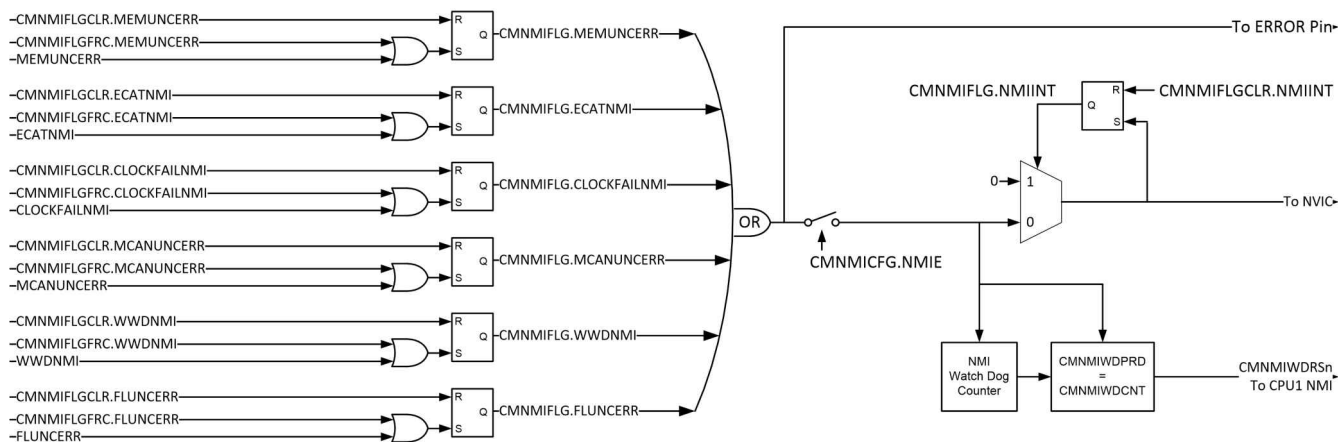 CMNMIFLGCLR.MEMUNCERR
CMNMIFLGFRC.MEMUNCERR
MEMUNCERR
R
S
Q
CMNMIFLG.MEMUNCERR
CMNMIFLGCLR.ECATNMI
CMNMIFLGFRC.ECATNMI
ECATNMI
R
S
Q
CMNMIFLG.ECATNMI
CMNMIFLGCLR.CLOCKFAILNMI
CMNMIFLGFRC.CLOCKFAILNMI
CLOCKFAILNMI
R
S
Q
CMNMIFLG.CLOCKFAILNMI
CMNMIFLGCLR.MCANUNCERR
CMNMIFLGFRC.MCANUNCERR
MCANUNCERR
R
S
Q
CMNMIFLG.MCANUNCERR
CMNMIFLGCLR.WWDNMI
CMNMIFLGFRC.WWDNMI
WWDNMI
R
S
Q
CMNMIFLG.WWDNMI
CMNMIFLGCLR.FLUNCERR
CMNMIFLGFRC.FLUNCERR
FLUNCERR
R
S
Q
CMNMIFLG.FLUNCERR
OR
To ERROR Pin
CMNMICFG.NMIE
CMNMIFLG.NMIINT
Q
R
S
CMNMIFLGCLR.NMIINT
0
1
0
To NVIC
NMI
Watch Dog
Counter
CMNMIWDPRD
=
CMNMIWDCNT
CMNMIWDRSn
To CPU1 NMI